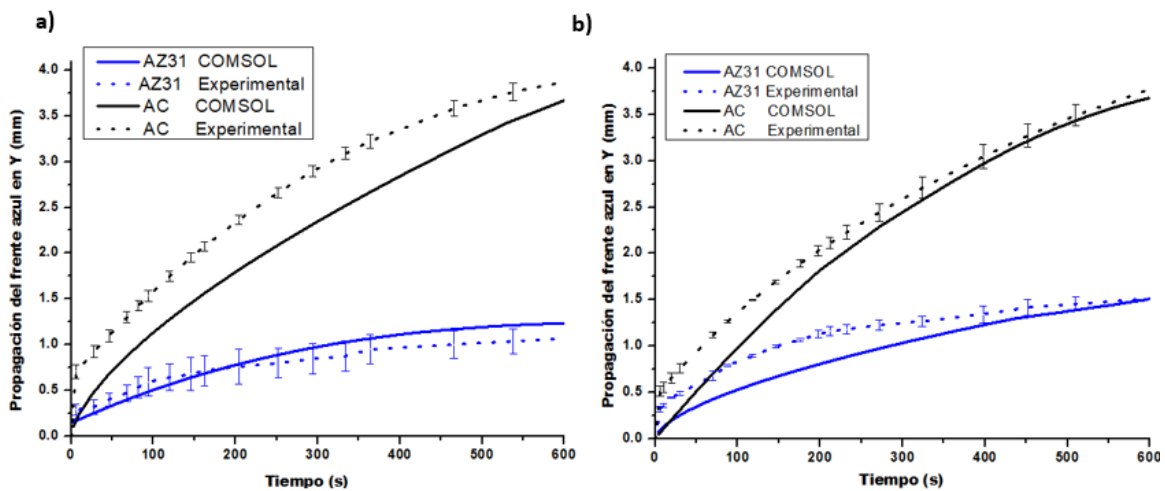 a)
AZ31 COMSOL
AZ31 Experimental
AC COMSOL
AC Experimental
Propagación del frente azul en Y (mm)
4.0
3.5
3.0
2.5
2.0
1.5
1.0
0.5
0.0
0 100 200 300 400 500 600
Tiempo (s)
b)
AZ31 COMSOL
AZ31 Experimental
AC COMSOL
AC Experimental
Propagación del frente azul en Y (mm)
4.0
3.5
3.0
2.5
2.0
1.5
1.0
0.5
0.0
0 100 200 300 400 500 600
Tiempo (s)